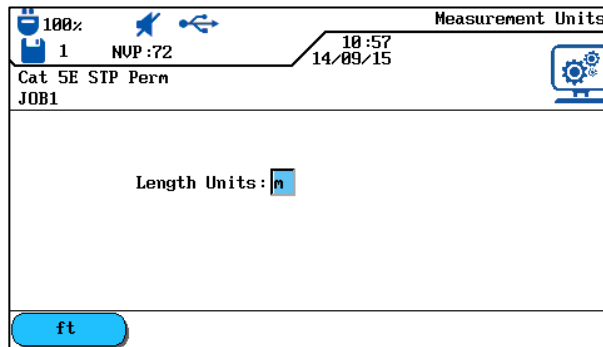 100% Measurement Units
1 NVP:72 10:57
14/09/15
Cat 5E STP Perm
JOB1
Length Units: m
ft